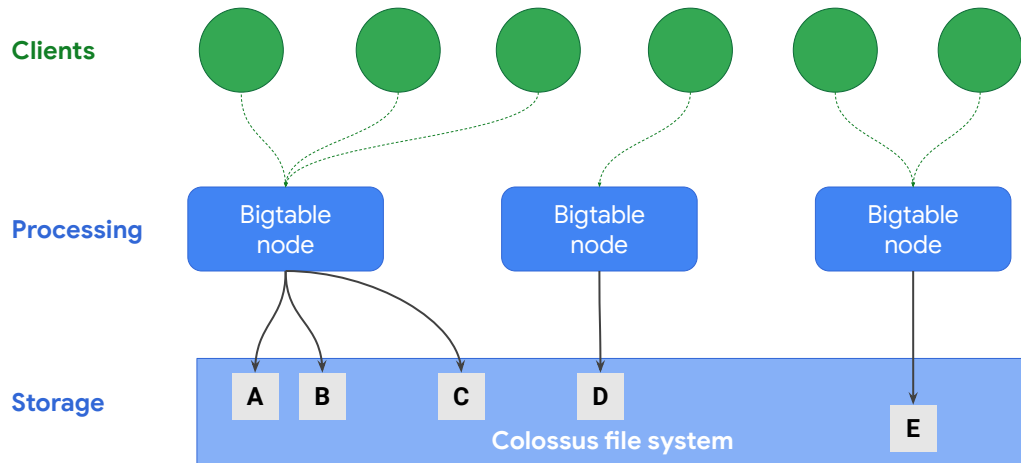 Clients
Processing
Bigtable
node
Bigtable
node
Bigtable
node
Storage
A
B
C
D
E
Colossus file system